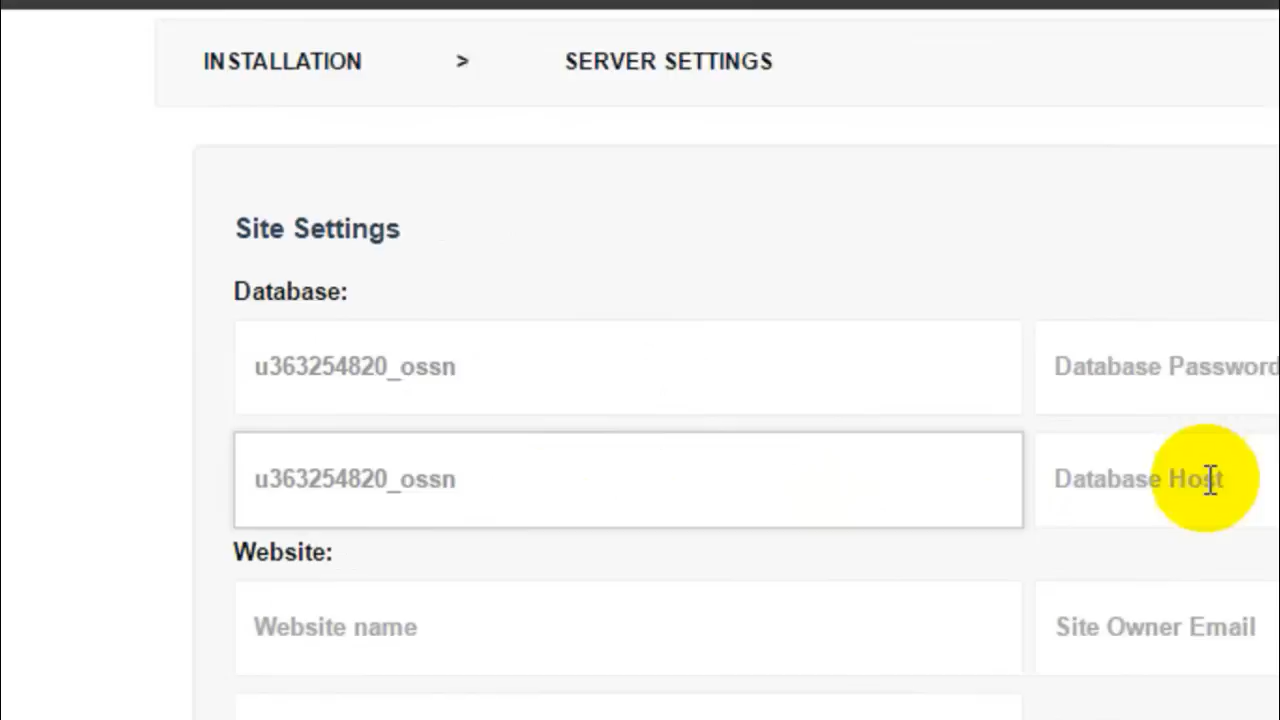 INSTALLATION > SERVER SETTINGS
Site Settings
Database:
u363254820_ossn Database Password
u363254820_ossn Database Host
Website:
Website name Site Owner Email